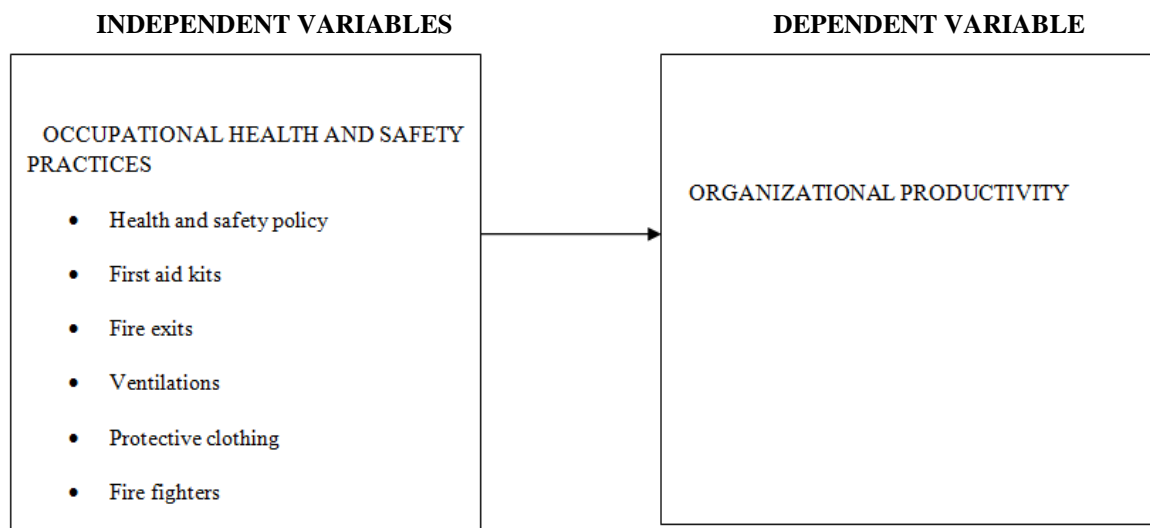 INDEPENDENT VARIABLES
DEPENDENT VARIABLE
OCCUPATIONAL HEALTH AND SAFETY
PRACTICES
• Health and safety policy
• First aid kits
• Fire exits
• Ventilations
• Protective clothing
• Fire fighters
ORGANIZATIONAL PRODUCTIVITY